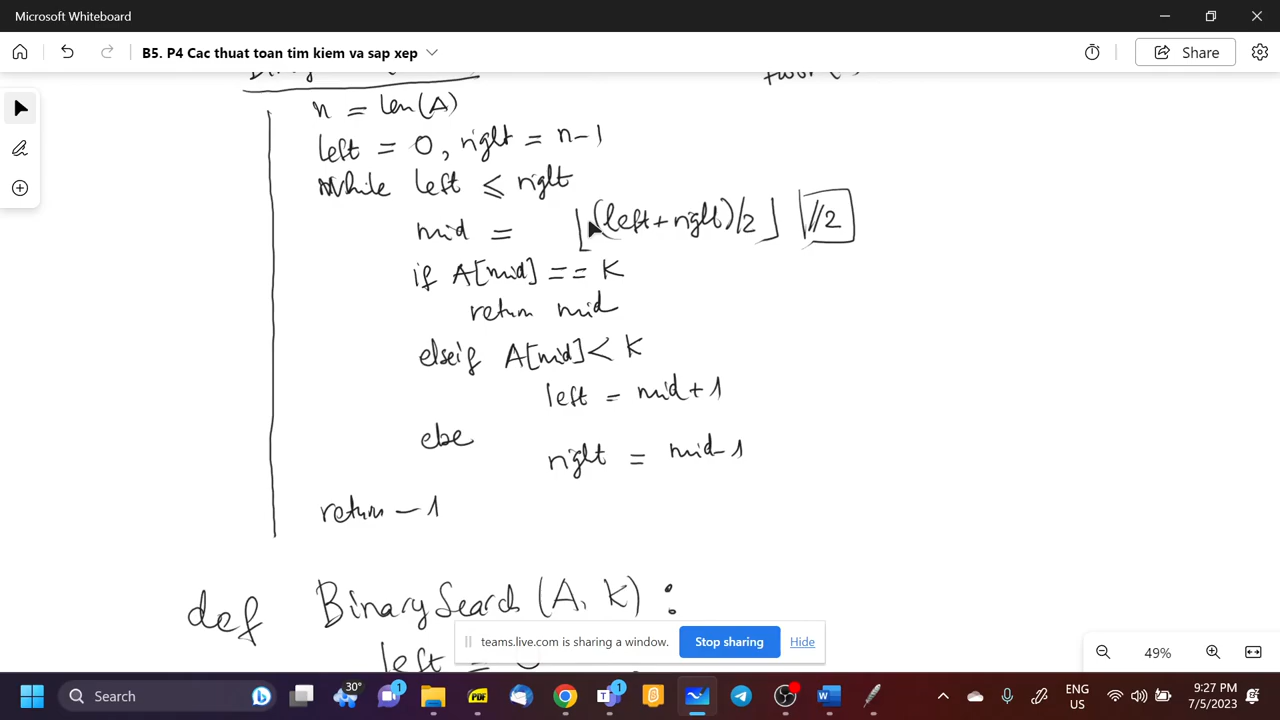 Microsoft Whiteboard
B5. P4 Cac thuat toan tim kiem va sap xep
Share
n = len(A)
left = 0, right = n-1
While left ≤ right
mid = ⌊(left+right)/2⌋ //2
if A[mid] == K
return mid
elseif A[mid] < K
left = mid+1
else
right = mid-1
return -1
def BinarySearch (A, K) :
left =
teams.live.com is sharing a window. Stop sharing Hide
49%
Search
30°
1
1
ENG
US
9:27 PM
7/5/2023